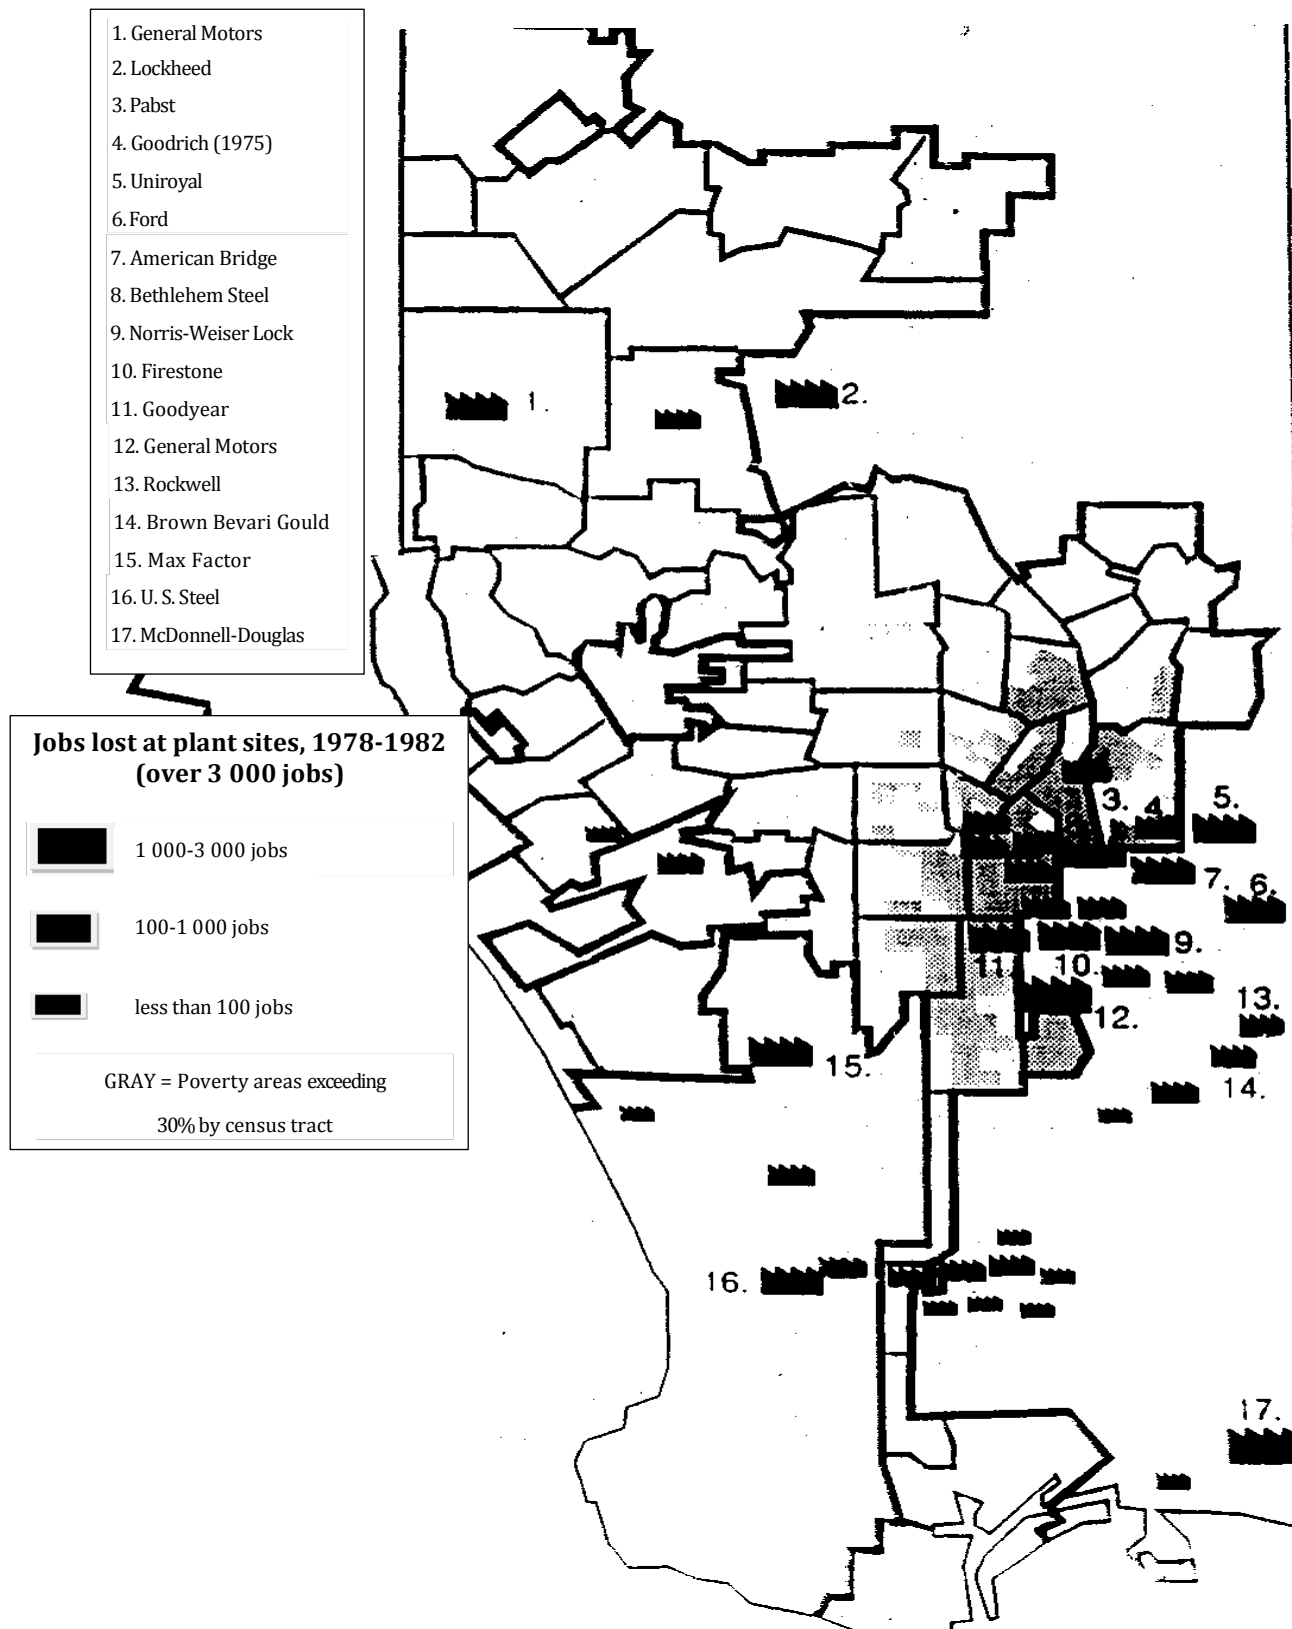 1. General Motors
2. Lockheed
3. Pabst
4. Goodrich (1975)
5. Uniroyal
6. Ford
7. American Bridge
8. Bethlehem Steel
9. Norris-Weiser Lock
10. Firestone
11. Goodyear
12. General Motors
13. Rockwell
14. Brown Bevari Gould
15. Max Factor
16. U. S. Steel
17. McDonnell-Douglas
Jobs lost at plant sites, 1978-1982
(over 3 000 jobs)
1 000-3 000 jobs
100-1 000 jobs
less than 100 jobs
GRAY = Poverty areas exceeding
30% by census tract
1.
2.
3.
4.
5.
7.
6.
11.
10.
9.
12.
13.
15.
14.
16.
17.